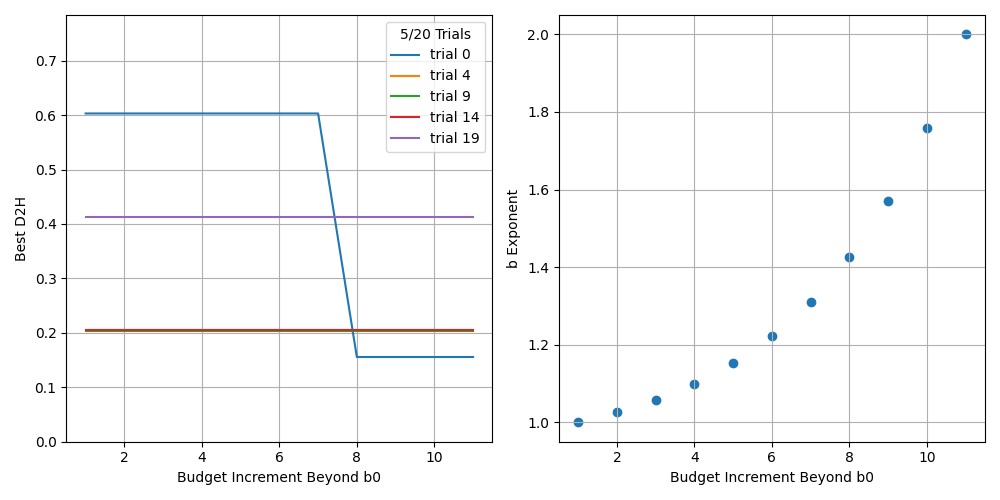 5/20 Trials
trial 0
trial 4
trial 9
trial 14
trial 19
0.7
0.6
0.5
0.4
0.3
0.2
0.1
0.0
Best D2H
2 4 6 8 10
Budget Increment Beyond b0
2.0
1.8
1.6
1.4
1.2
1.0
b Exponent
2 4 6 8 10
Budget Increment Beyond b0